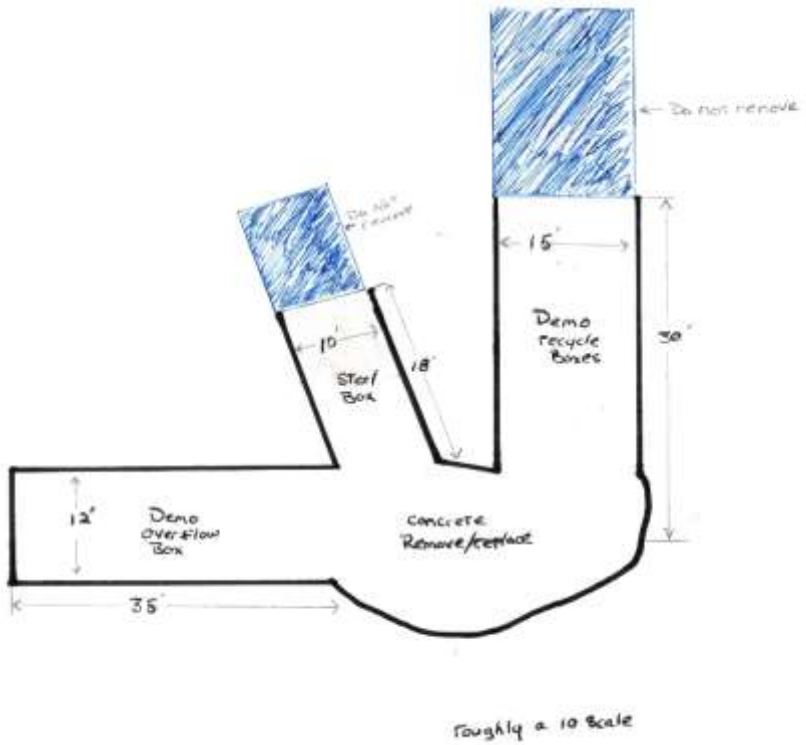 ← Do not remove
Do Not
← remove
15'
10'
Demo
recycle
Boxes
30'
18'
Steel
Box
12'
Demo
overflow
Box
concrete
Remove/replace
35'
roughly a 10 scale